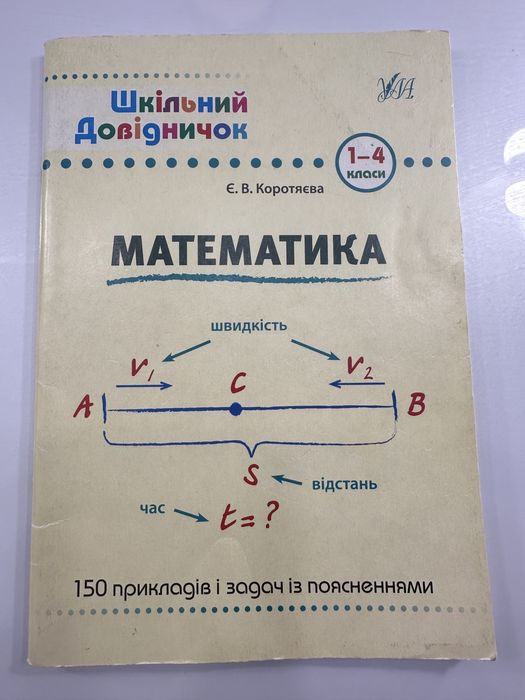 УЛА
Шкільний
Довідничок
1–4
класи
Є. В. Коротяєва
МАТЕМАТИКА
швидкість
V₁
V₂
C
A
B
S
відстань
час
t = ?
150 прикладів і задач із поясненнями